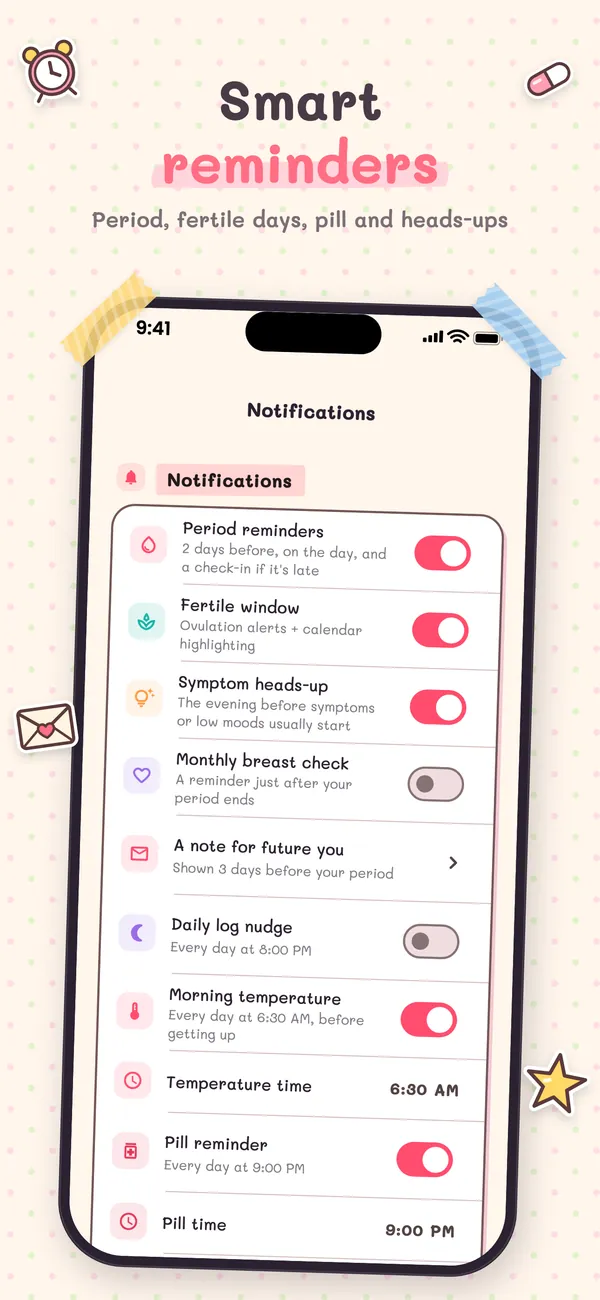 Smart
reminders
Period, fertile days, pill and heads-ups
9:41
Notifications
Notifications
Period reminders
2 days before, on the day, and
a check-in if it's late
Fertile window
Ovulation alerts + calendar
highlighting
Symptom heads-up
The evening before symptoms
or low moods usually start
Monthly breast check
A reminder just after your
period ends
A note for future you
Shown 3 days before your period
Daily log nudge
Every day at 8:00 PM
Morning temperature
Every day at 6:30 AM, before
getting up
Temperature time 6:30 AM
Pill reminder
Every day at 9:00 PM
Pill time 9:00 PM